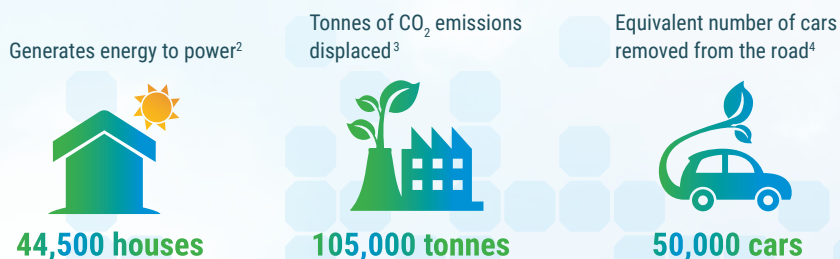 Generates energy to power²
44,500 houses
Tonnes of CO₂ emissions
displaced³
105,000 tonnes
Equivalent number of cars
removed from the road⁴
50,000 cars